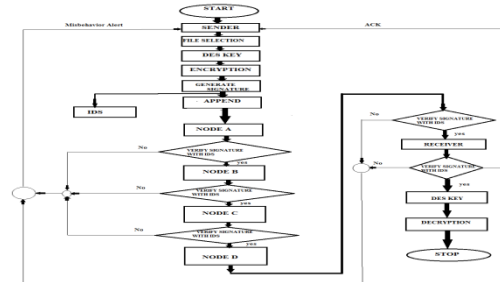 START
Misbehavior Alert
SENDER
ACK
FILE SELECTION
DES KEY
ENCRYPTION
GENERATE
SIGNATURE
APPEND
IDS
NODE A
No
VERIFY SIGNATURE
WITH IDS
yes
NODE B
No
VERIFY SIGNATURE
WITH IDS
yes
NODE C
No
VERIFY SIGNATURE
WITH IDS
yes
NODE D
No
VERIFY SIGNATURE
WITH IDS
yes
RECEIVER
No
VERIFY SIGNATURE
WITH IDS
yes
DES KEY
DECRYPTION
STOP